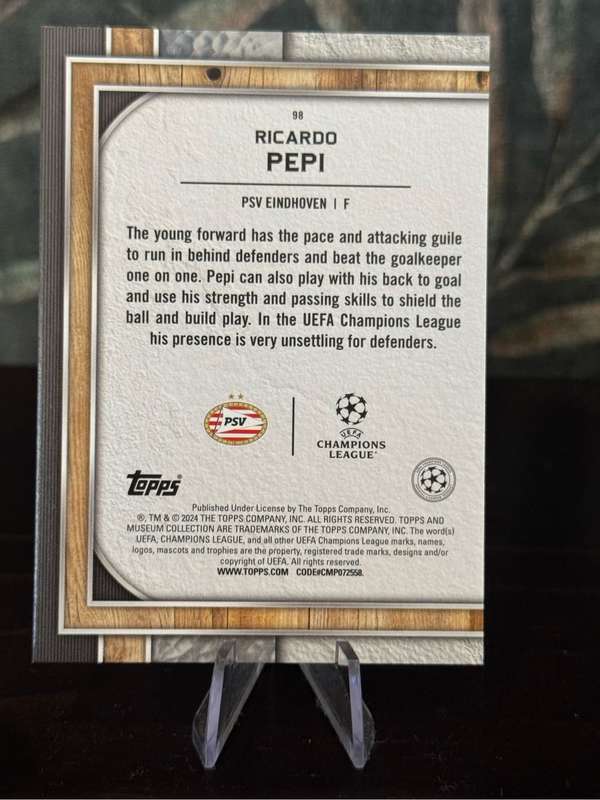 98
RICARDO
PEPI
PSV EINDHOVEN | F
The young forward has the pace and attacking guile
to run in behind defenders and beat the goalkeeper
one on one. Pepi can also play with his back to goal
and use his strength and passing skills to shield the
ball and build play. In the UEFA Champions League
his presence is very unsettling for defenders.
PSV
UEFA
CHAMPIONS
LEAGUE®
topps®
Published Under License by The Topps Company, Inc.
®, TM & © 2024 THE TOPPS COMPANY, INC. ALL RIGHTS RESERVED. TOPPS AND
MUSEUM COLLECTION ARE TRADEMARKS OF THE TOPPS COMPANY, INC. The word(s)
UEFA, CHAMPIONS LEAGUE, and all other UEFA Champions League marks, names,
logos, mascots and trophies are the property, registered trade marks, designs and/or
copyright of UEFA. All rights reserved.
WWW.TOPPS.COM CODE#CMP072558.